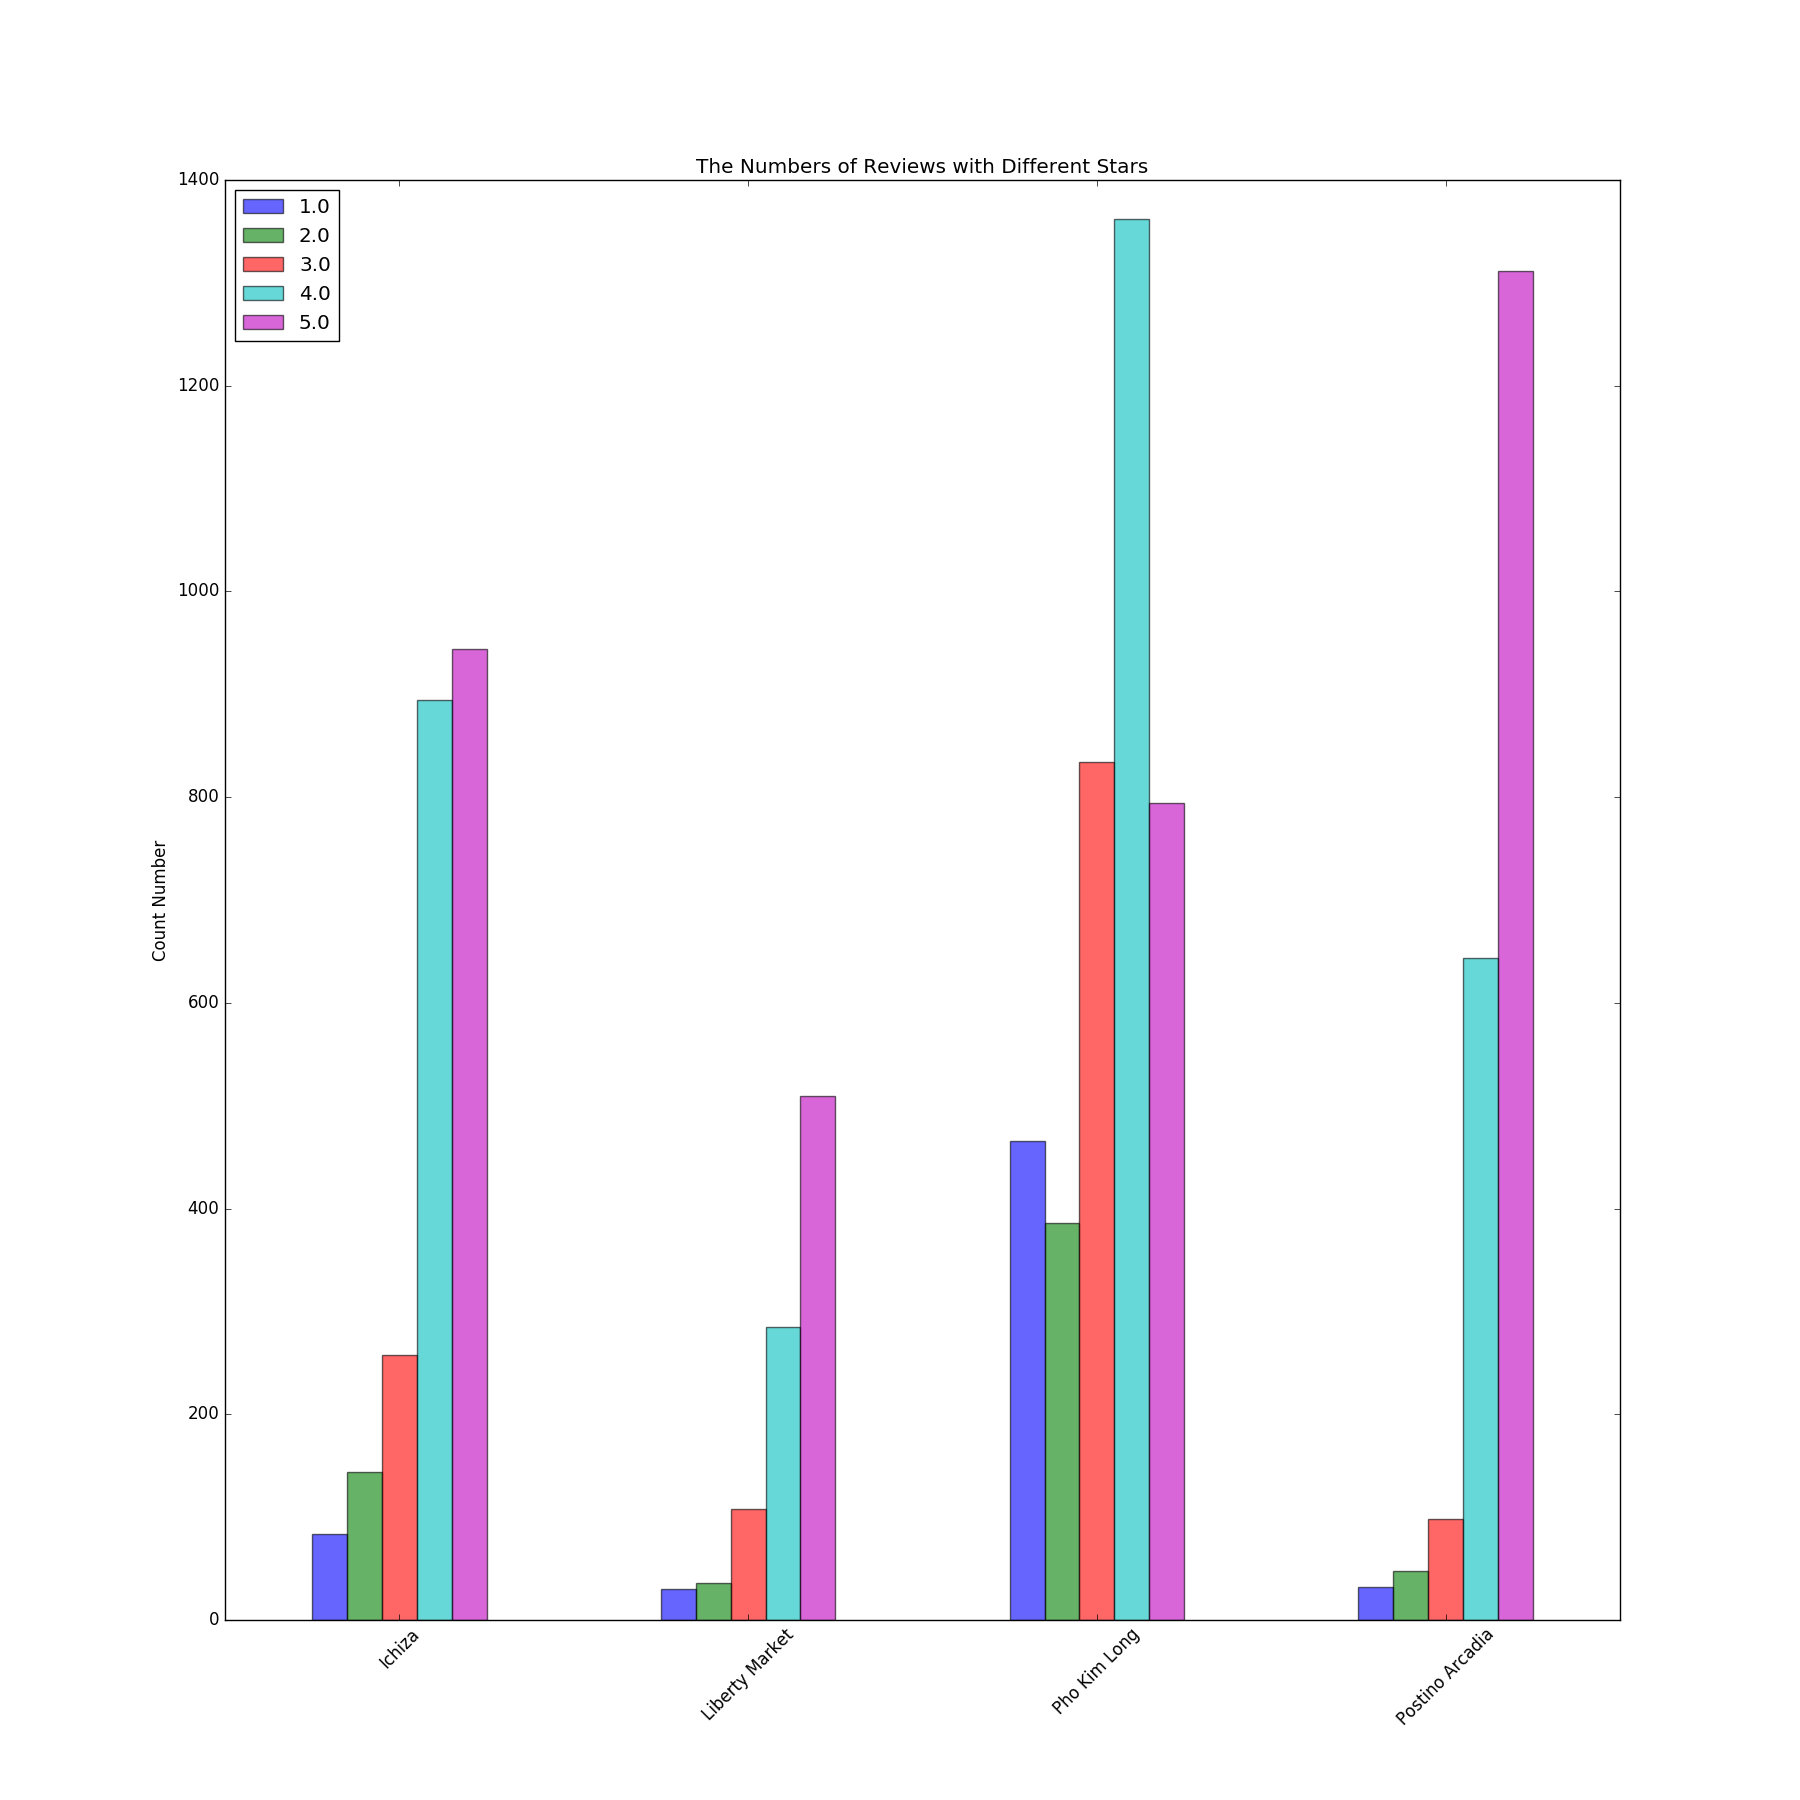 The Numbers of Reviews with Different Stars
1400
1200
1000
800
600
400
200
0
Count Number
1.0
2.0
3.0
4.0
5.0
Ichiza
Liberty Market
Pho Kim Long
Postino Arcadia